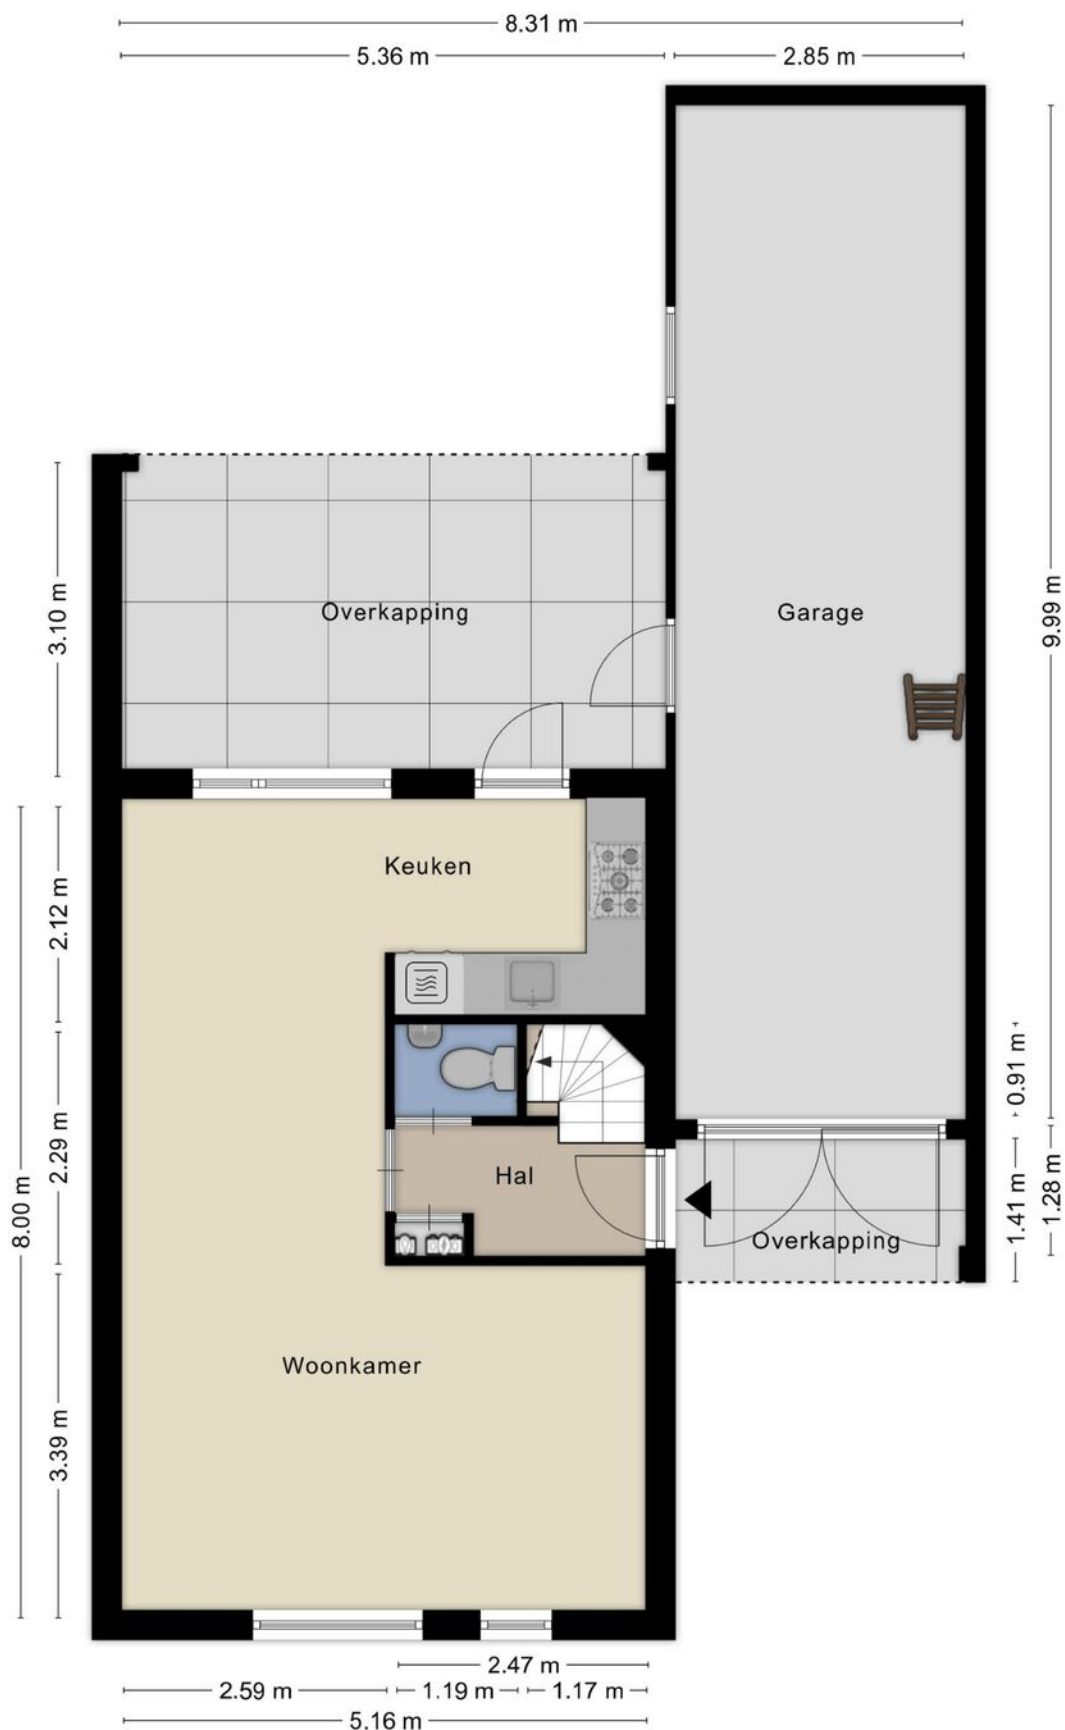 8.31 m
5.36 m
2.85 m
3.10 m
9.99 m
Overkapping
Garage
Keuken
2.12 m
0.91 m
2.29 m
Hal
8.00 m
1.41 m
1.28 m
Overkapping
Woonkamer
3.39 m
2.47 m
2.59 m
1.19 m
1.17 m
5.16 m